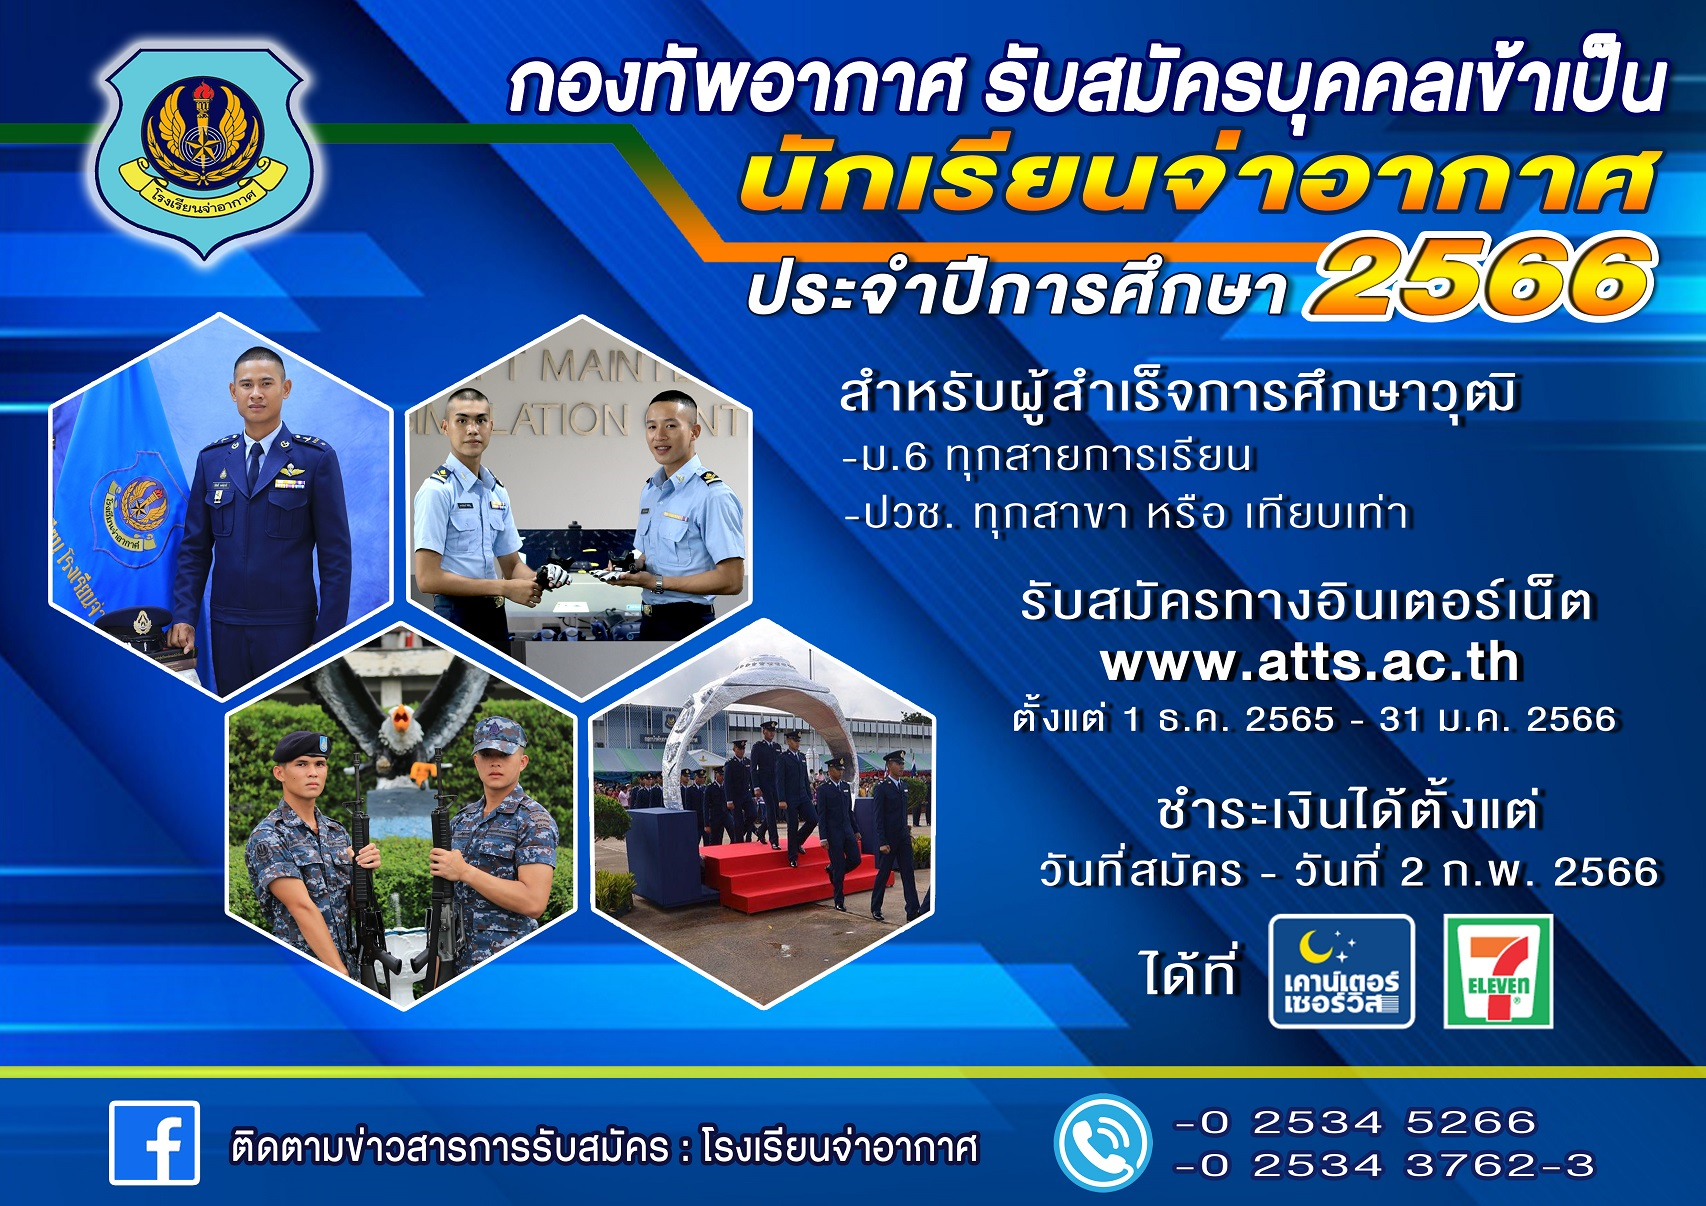 กองทัพอากาศ รับสมัครบุคคลเข้าเป็น
นักเรียนจ่าอากาศ
ประจำปีการศึกษา 2566
โรงเรียนจ่าอากาศ
สำหรับผู้สำเร็จการศึกษาวุฒิ
-ม.6 ทุกสายการเรียน
-ปวช. ทุกสาขา หรือ เทียบเท่า
รับสมัครทางอินเตอร์เน็ต
www.atts.ac.th
ตั้งแต่ 1 ธ.ค. 2565 - 31 ม.ค. 2566
ชำระเงินได้ตั้งแต่
วันที่สมัคร - วันที่ 2 ก.พ. 2566
ได้ที่
เคาน์เตอร์
เซอร์วิส
7
ELEVEN
ติดตามข่าวสารการรับสมัคร : โรงเรียนจ่าอากาศ
-0 2534 5266
-0 2534 3762-3